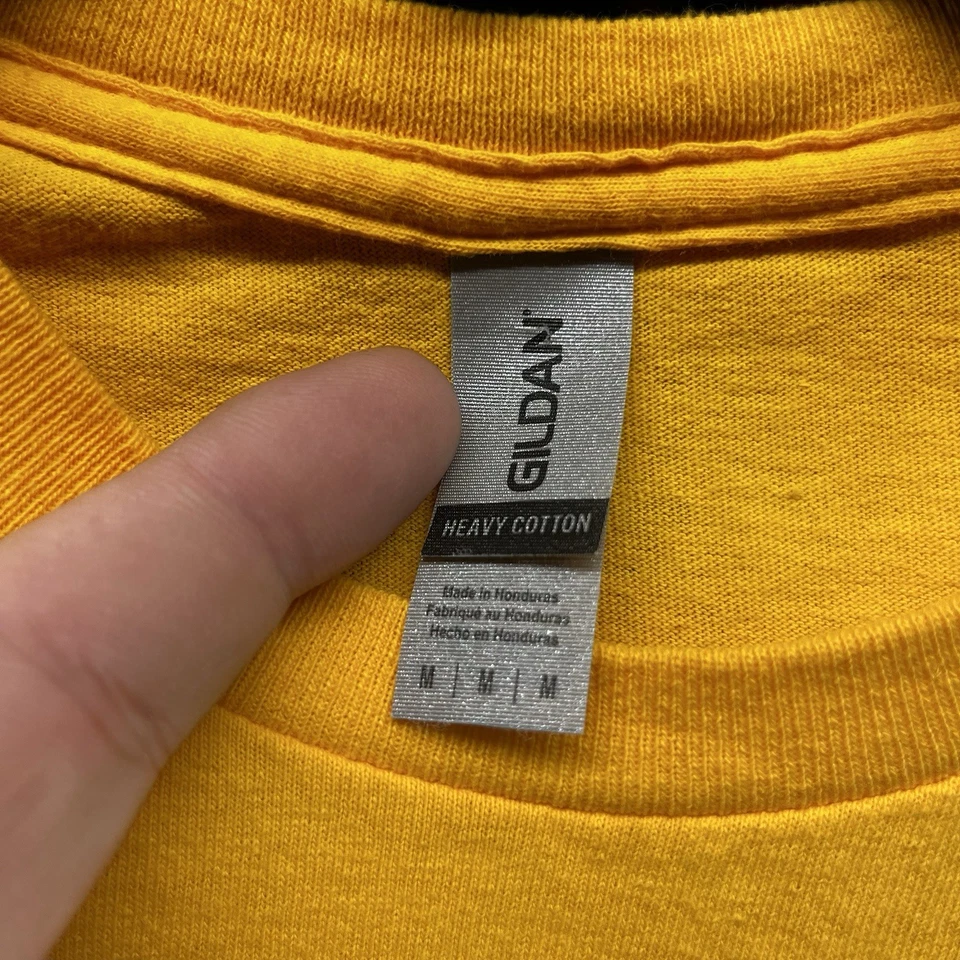 GILDAN
HEAVY COTTON
Made in Honduras
Fabriqué au Honduras
Hecho en Honduras
M | M | M